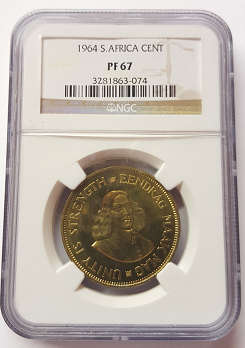 1964 S.AFRICA CENT
PF 67
3281863-074
NGC
UNITY IS STRENGTH EENDRAG MAAK MAG